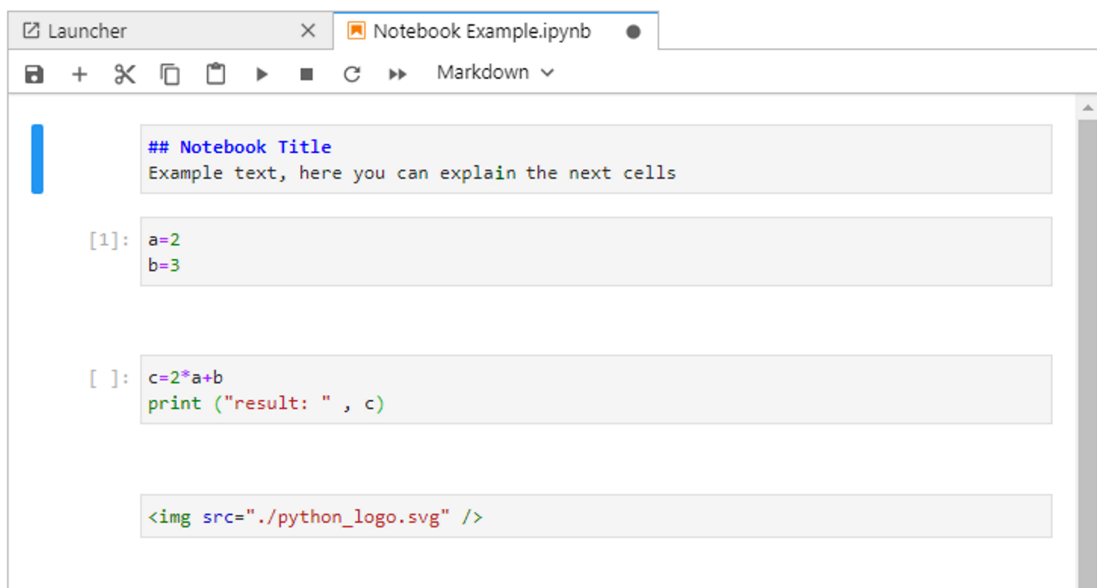 Launcher
Notebook Example.ipynb
Markdown
## Notebook Title
Example text, here you can explain the next cells
[1]: a=2
b=3
[ ]: c=2*a+b
print ("result: " , c)
<img src="./python_logo.svg" />